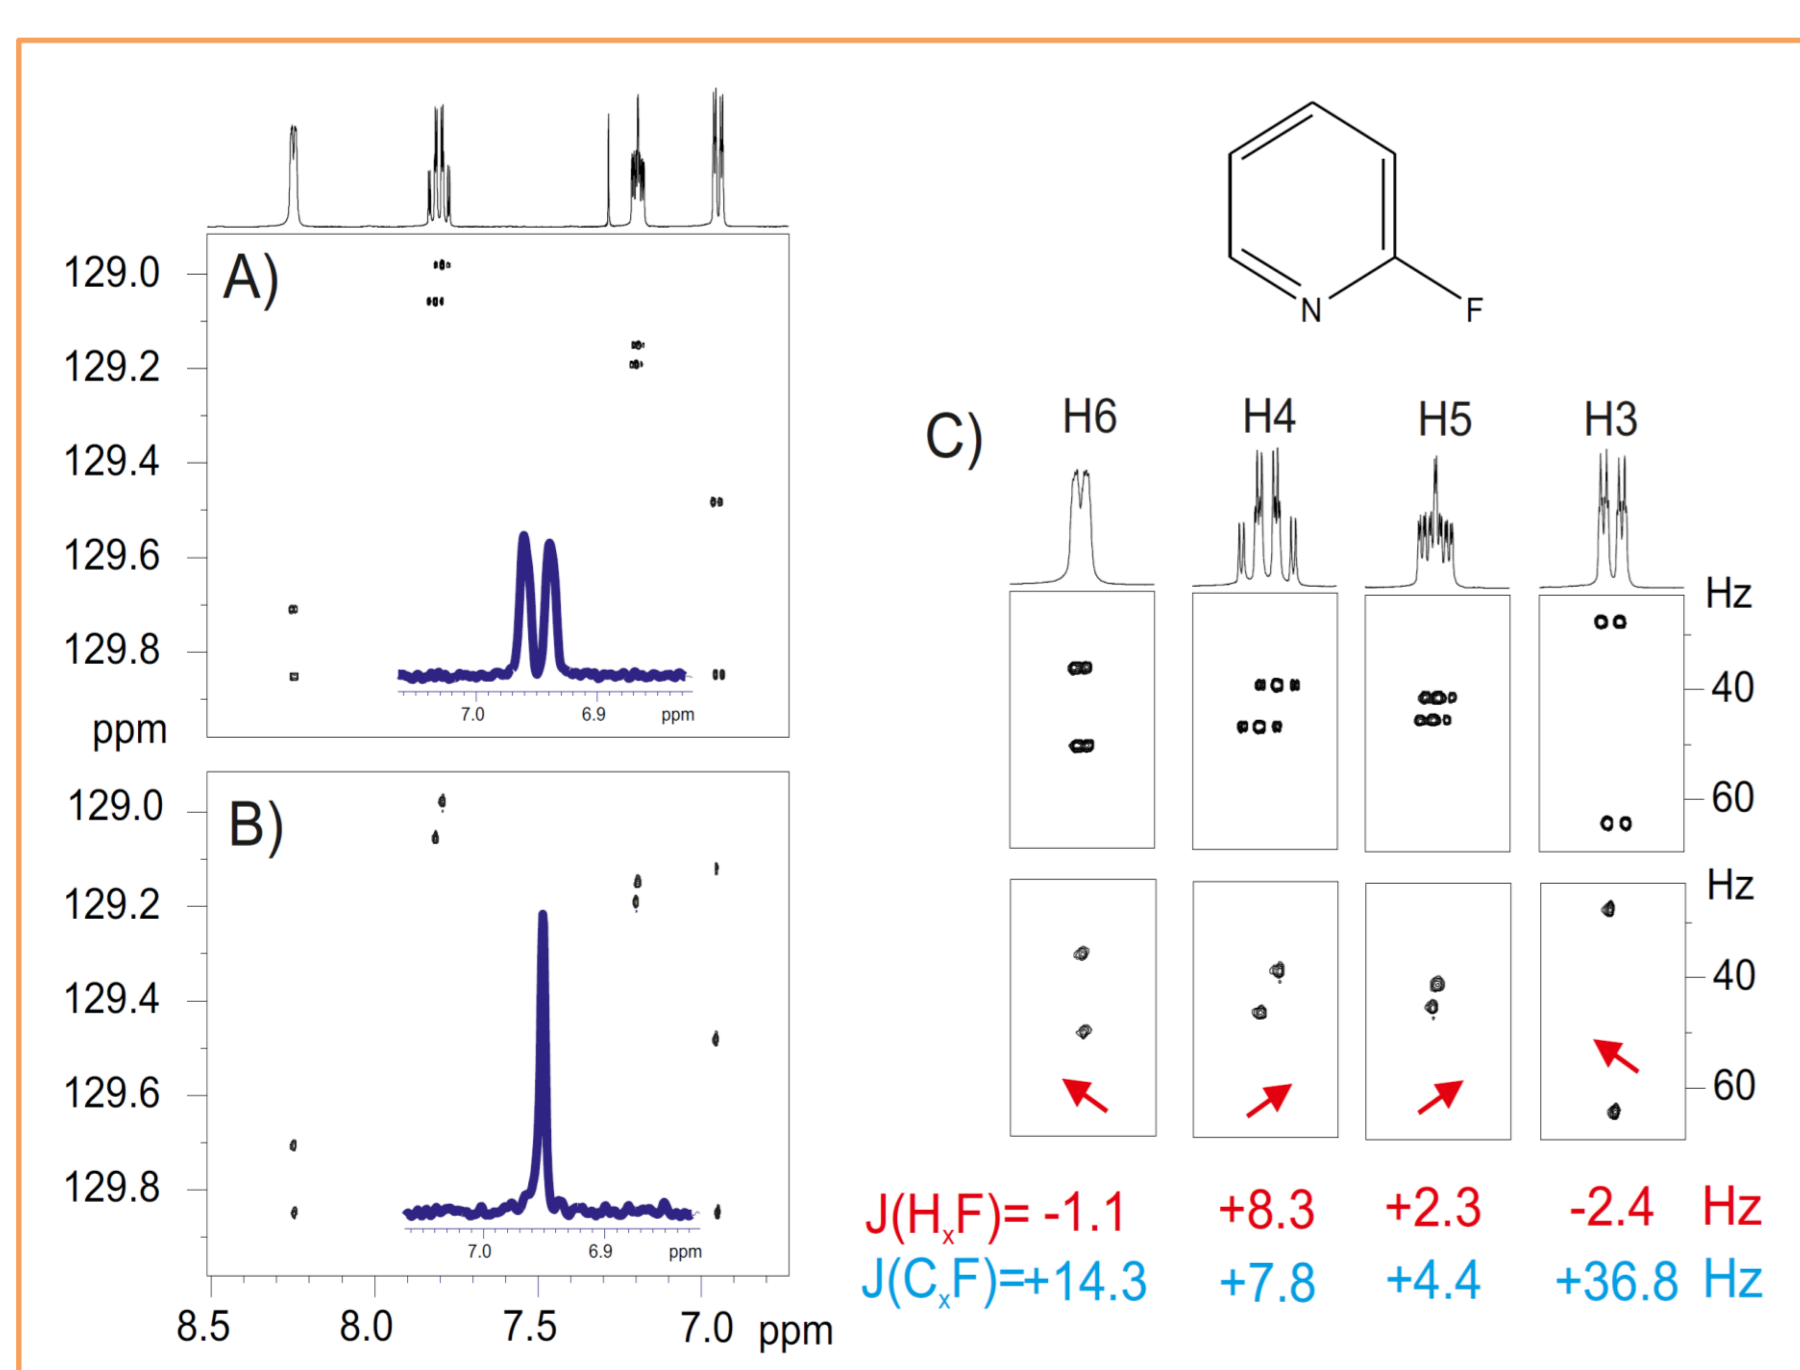 A)
129.0
129.2
129.4
129.6
129.8
ppm
7.0 6.9 ppm
B)
129.0
129.2
129.4
129.6
129.8
7.0 6.9 ppm
8.5 8.0 7.5 7.0 ppm
N F
C)
H6 H4 H5 H3
Hz
40
60
Hz
40
60
J(HxF)= -1.1 +8.3 +2.3 -2.4 Hz
J(CxF)=+14.3 +7.8 +4.4 +36.8 Hz